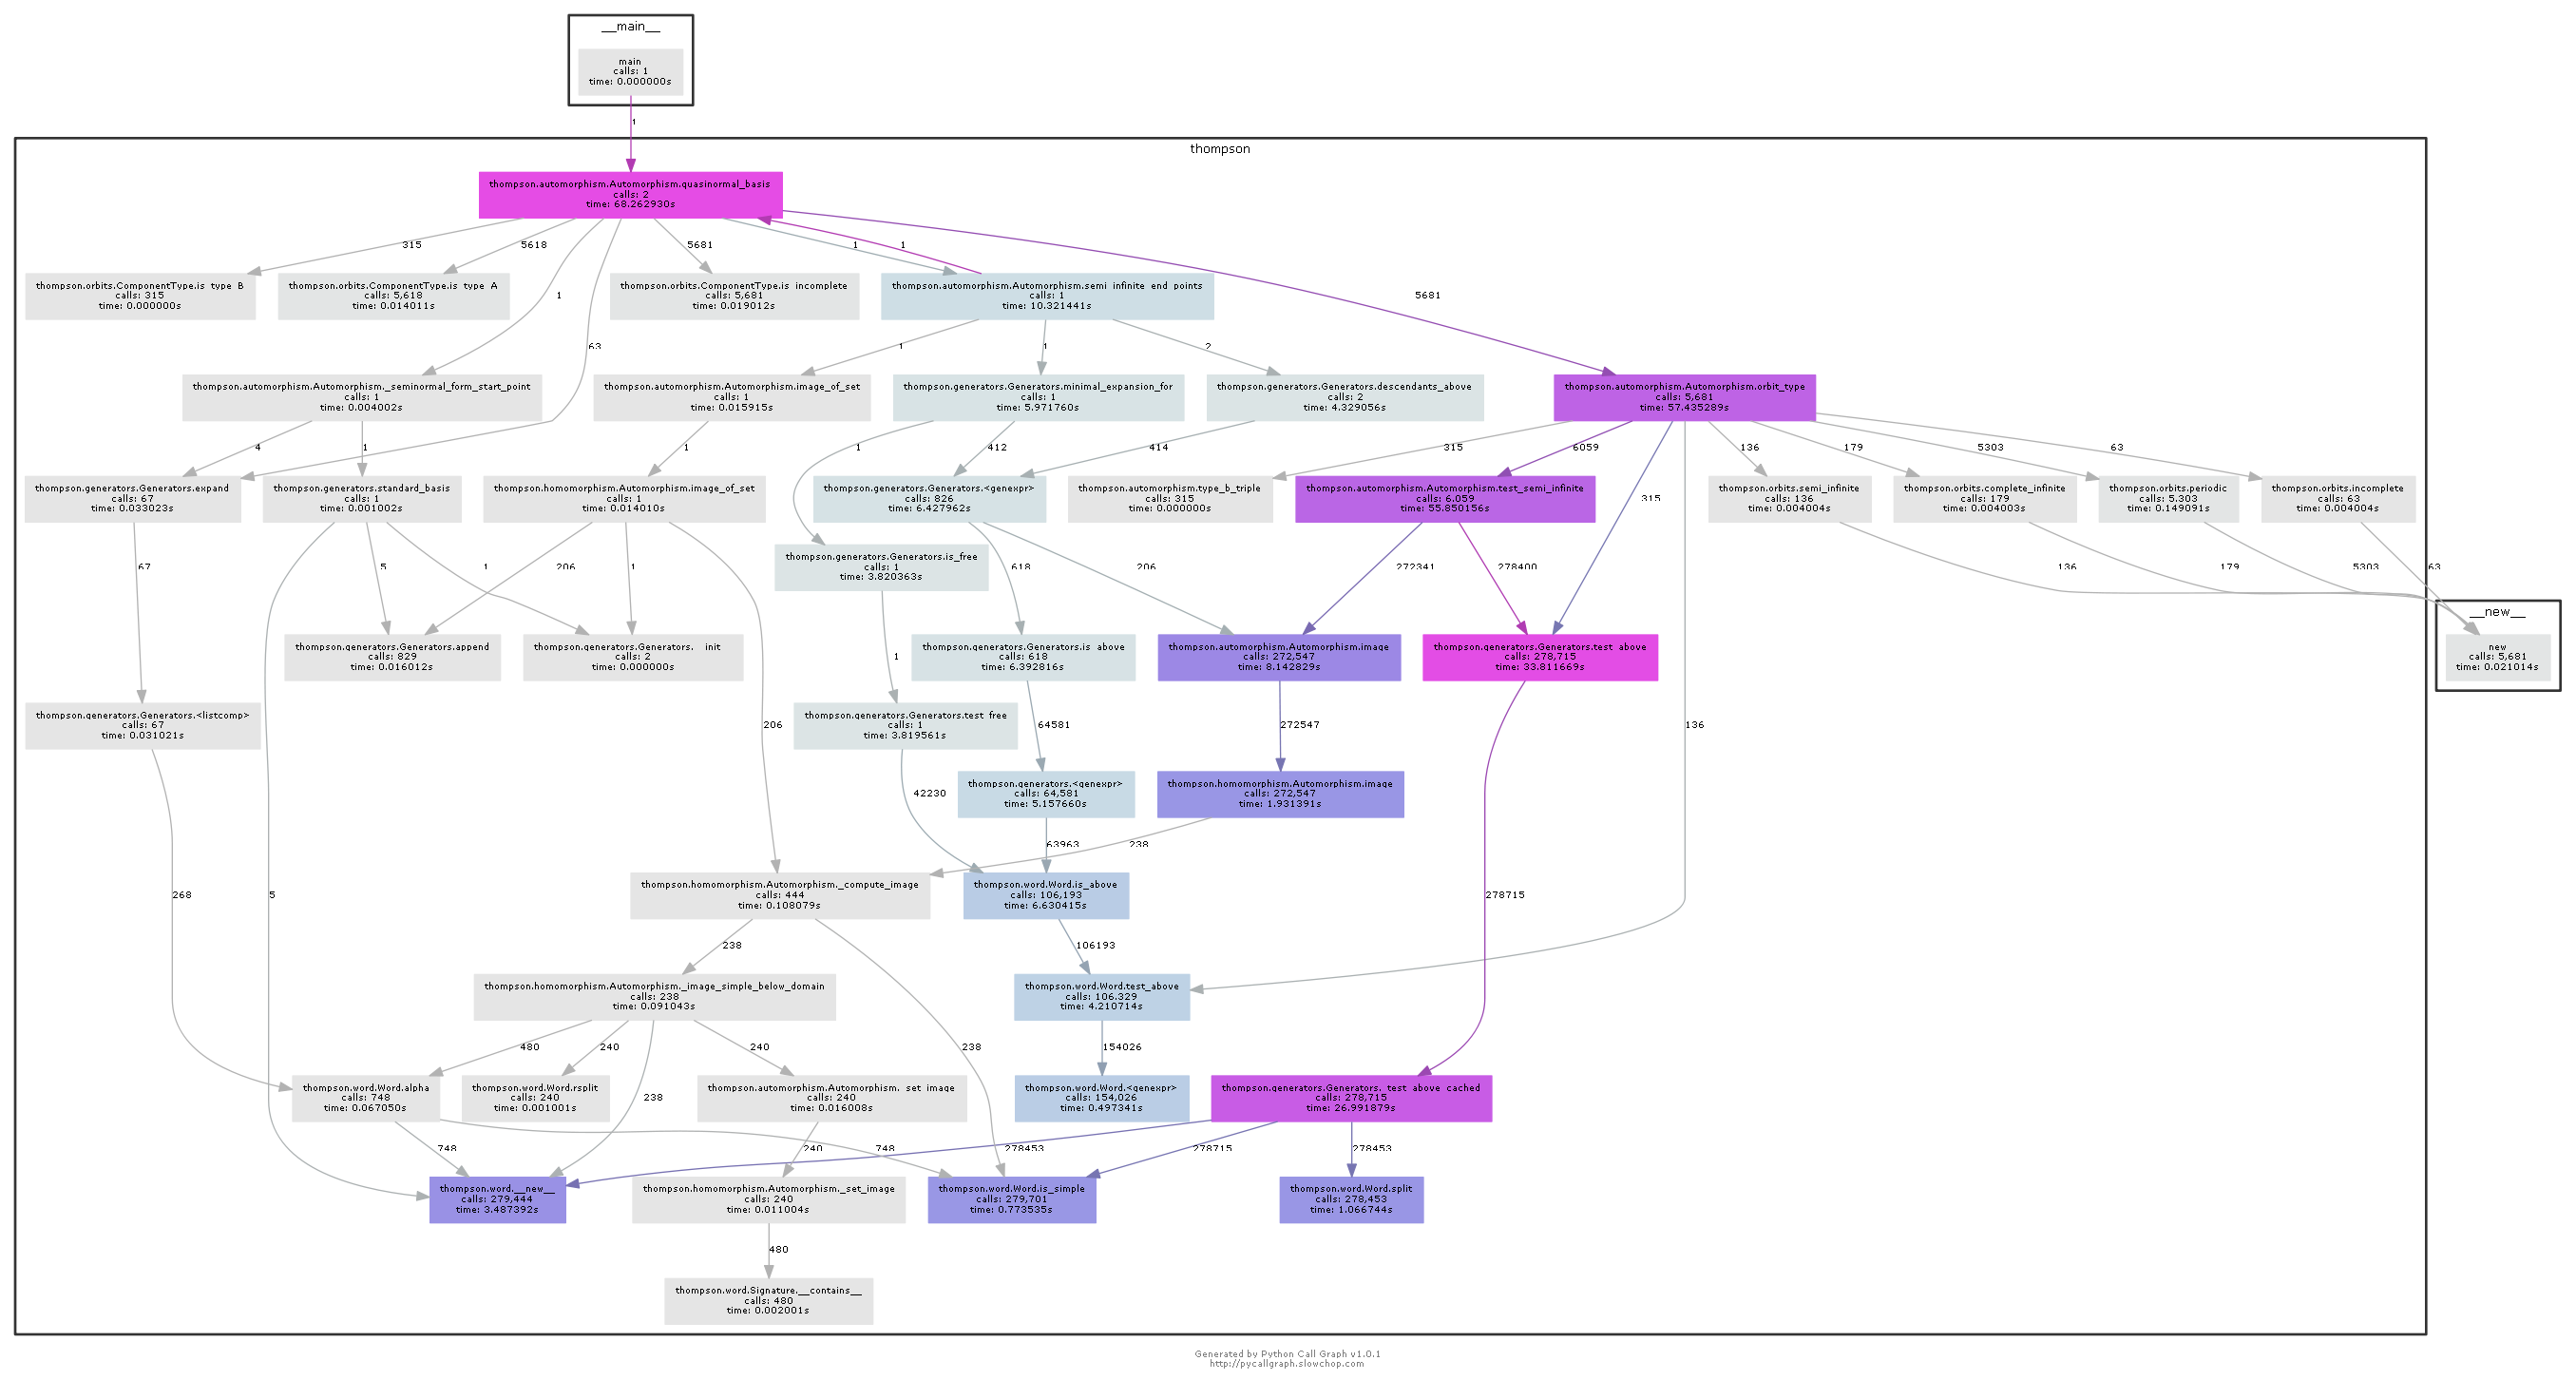 __main__
main
calls: 1
time: 0.000000s
1
thompson
thompson.automorphism.Automorphism.quasinormal_basis
calls: 2
time: 68.262930s
315
5618
5681
1
1
5681
thompson.orbits.ComponentType.is_type_B
calls: 315
time: 0.000000s
thompson.orbits.ComponentType.is_type_A
calls: 5,618
time: 0.014011s
thompson.orbits.ComponentType.is_incomplete
calls: 5,681
time: 0.019012s
thompson.automorphism.Automorphism.semi_infinite_end_points
calls: 1
time: 10.321441s
1
63
1
1
2
thompson.automorphism.Automorphism._seminormal_form_start_point
calls: 1
time: 0.004002s
thompson.automorphism.Automorphism.image_of_set
calls: 1
time: 0.015915s
thompson.generators.Generators.minimal_expansion_for
calls: 1
time: 5.971760s
thompson.generators.Generators.descendants_above
calls: 2
time: 4.329056s
thompson.automorphism.Automorphism.orbit_type
calls: 5,681
time: 57.435289s
4
1
1
1
412
414
315
6059
136
179
5303
63
thompson.generators.Generators.expand
calls: 67
time: 0.033023s
thompson.generators.standard_basis
calls: 1
time: 0.001002s
thompson.homomorphism.Automorphism.image_of_set
calls: 1
time: 0.014010s
thompson.generators.Generators.<genexpr>
calls: 826
time: 6.427962s
thompson.automorphism.type_b_triple
calls: 315
time: 0.000000s
thompson.automorphism.Automorphism.test_semi_infinite
calls: 6,059
time: 55.850156s
315
thompson.orbits.semi_infinite
calls: 136
time: 0.004004s
thompson.orbits.complete_infinite
calls: 179
time: 0.004003s
thompson.orbits.periodic
calls: 5,303
time: 0.149091s
thompson.orbits.incomplete
calls: 63
time: 0.004004s
thompson.generators.Generators.is_free
calls: 1
time: 3.820363s
67
5
1
206
1
618
206
272341
278400
136
179
5303
63
__new__
new
calls: 5,681
time: 0.021014s
thompson.generators.Generators.append
calls: 829
time: 0.016012s
thompson.generators.Generators.__init__
calls: 2
time: 0.000000s
1
thompson.generators.Generators.is_above
calls: 618
time: 6.392816s
thompson.automorphism.Automorphism.image
calls: 272,547
time: 8.142829s
thompson.generators.Generators.test_above
calls: 278,715
time: 33.811669s
thompson.generators.Generators.<listcomp>
calls: 67
time: 0.031021s
206
thompson.generators.Generators.test_free
calls: 1
time: 3.819561s
64581
272547
136
42230
thompson.generators.<genexpr>
calls: 64,581
time: 5.157660s
thompson.homomorphism.Automorphism.image
calls: 272,547
time: 1.931391s
63963
238
268
5
thompson.homomorphism.Automorphism._compute_image
calls: 444
time: 0.108079s
thompson.word.Word.is_above
calls: 106,193
time: 6.630415s
278715
238
106193
thompson.homomorphism.Automorphism._image_simple_below_domain
calls: 238
time: 0.091043s
thompson.word.Word.test_above
calls: 106,329
time: 4.210714s
480
240
240
238
154026
238
thompson.word.Word.alpha
calls: 748
time: 0.067050s
thompson.word.Word.rsplit
calls: 240
time: 0.001001s
thompson.automorphism.Automorphism._set_image
calls: 240
time: 0.016008s
thompson.word.Word.<genexpr>
calls: 154,026
time: 0.497341s
thompson.generators.Generators._test_above_cached
calls: 278,715
time: 26.991879s
748
240
748
278453
278715
278453
thompson.word.__new__
calls: 279,444
time: 3.487392s
thompson.homomorphism.Automorphism._set_image
calls: 240
time: 0.011004s
thompson.word.Word.is_simple
calls: 279,701
time: 0.773535s
thompson.word.Word.split
calls: 278,453
time: 1.066744s
480
thompson.word.Signature.__contains__
calls: 480
time: 0.002001s
Generated by Python Call Graph v1.0.1
http://pycallgraph.slowchop.com